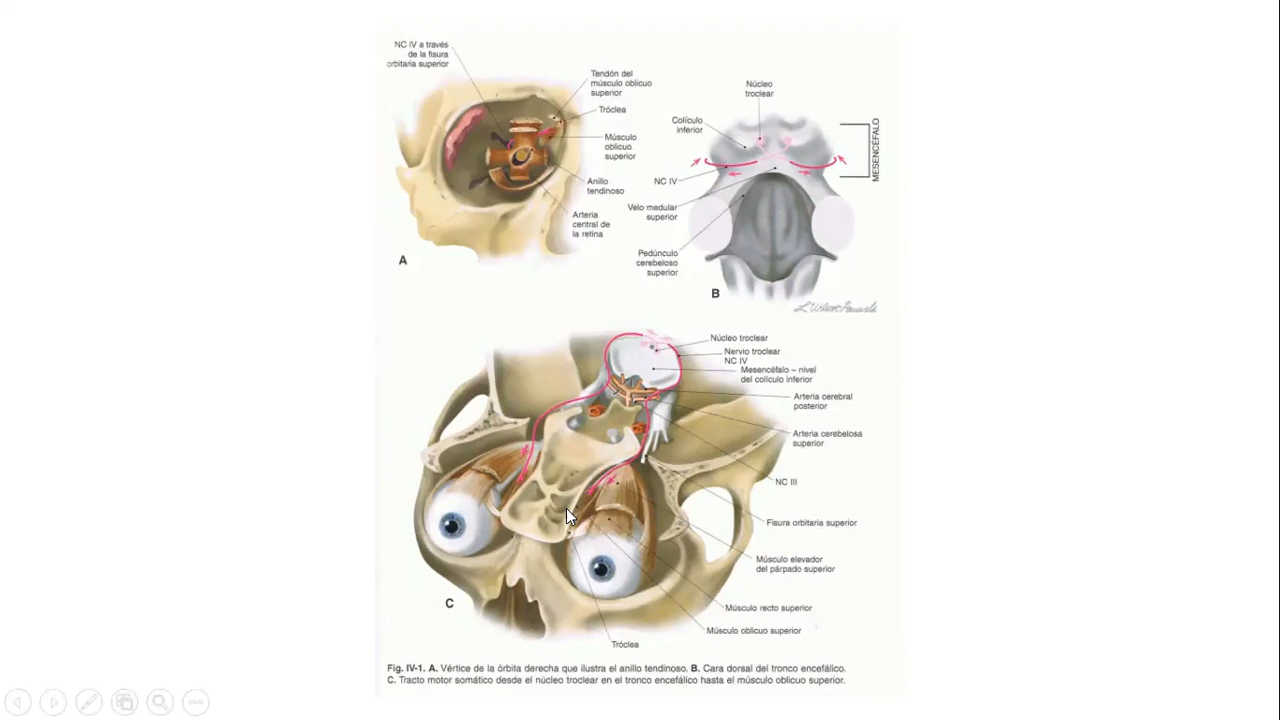 NC IV a través
de la fisura
orbitaria superior
Tendón del
músculo oblicuo
superior
Tróclea
Músculo
oblicuo
superior
Anillo
tendinoso
Arteria
central de
la retina
A
Núcleo
troclear
Colículo
inferior
MESENCÉFALO
NC IV
Velo medular
superior
Pedúnculo
cerebeloso
superior
B
Núcleo troclear
Nervio troclear
NC IV
Mesencéfalo – nivel
del colículo inferior
Arteria cerebral
posterior
Arteria cerebelosa
superior
NC III
Fisura orbitaria superior
Músculo elevador
del párpado superior
Músculo recto superior
Músculo oblicuo superior
Tróclea
C
Fig. IV-1. A. Vértice de la órbita derecha que ilustra el anillo tendinoso. B. Cara dorsal del tronco encefálico.
C. Tracto motor somático desde el núcleo troclear en el tronco encefálico hasta el músculo oblicuo superior.